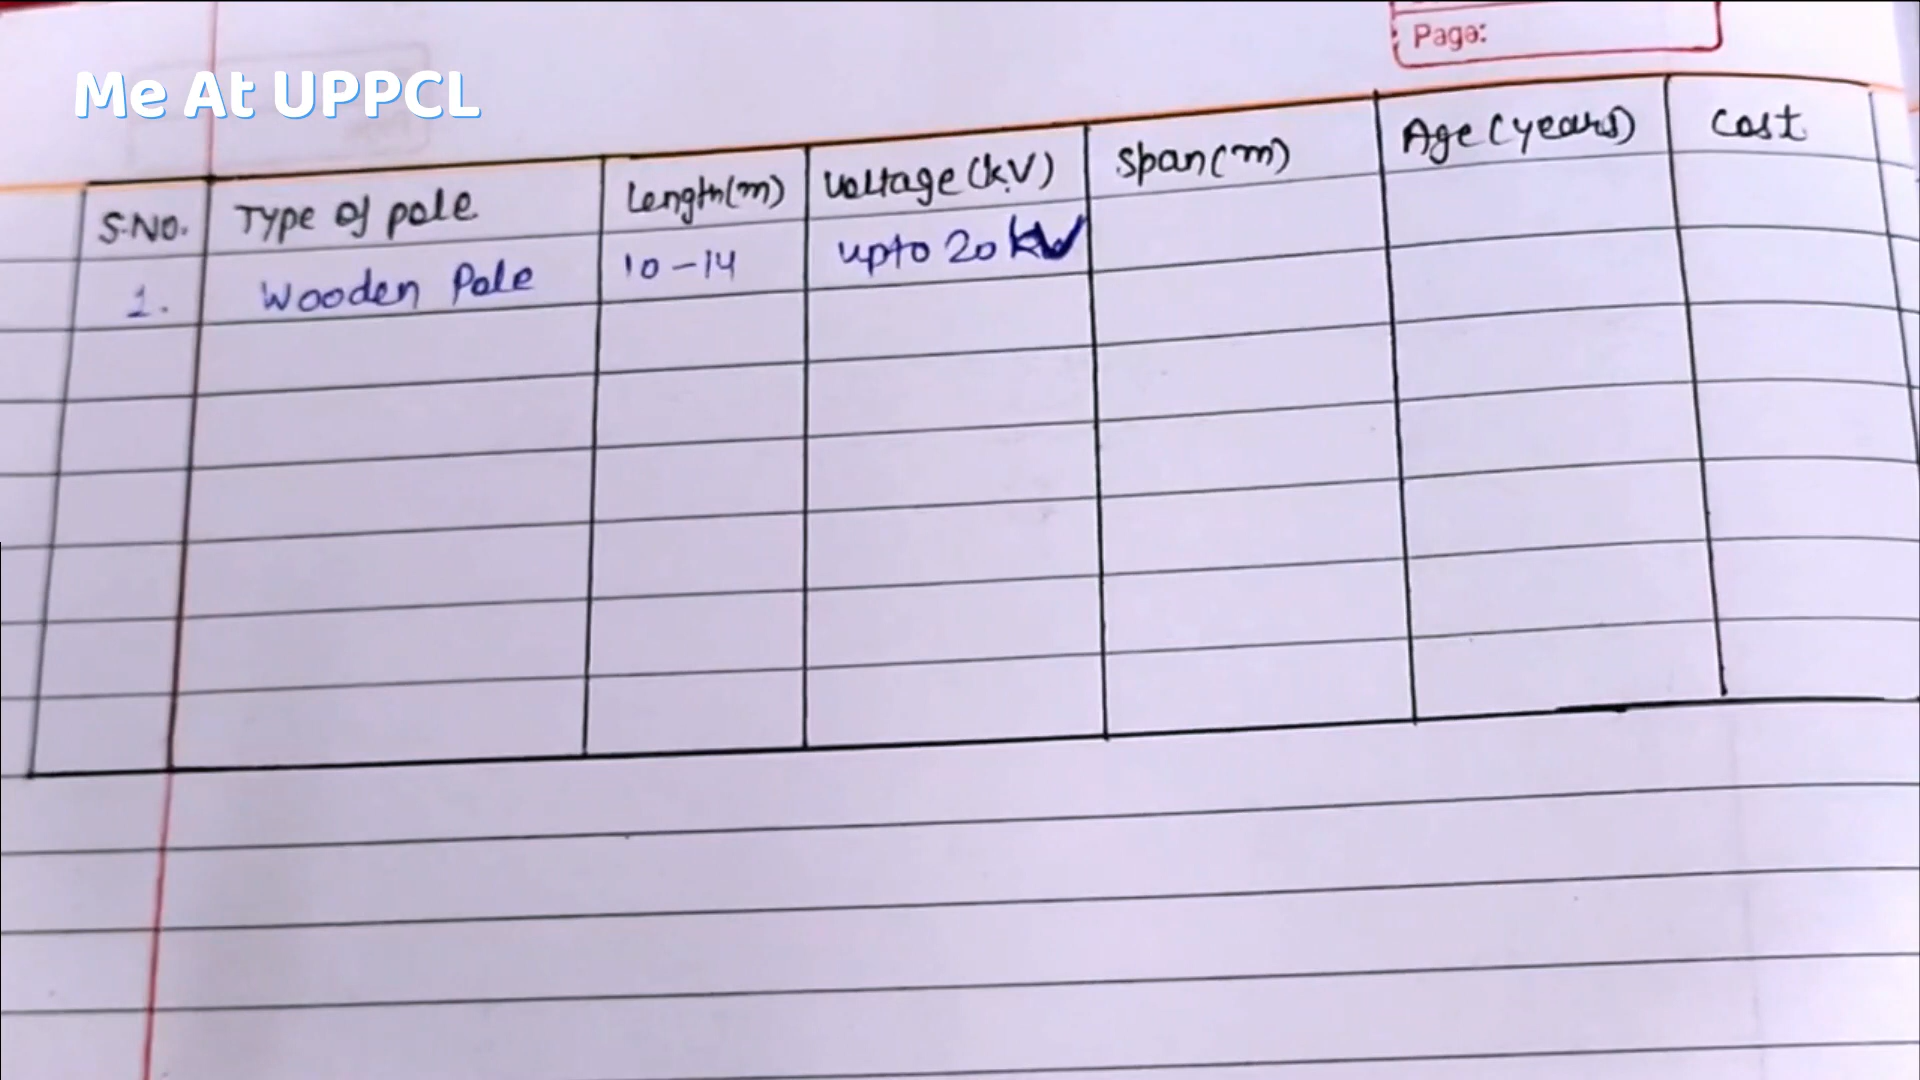 Page:
Me At UPPCL
S.NO. Type of pole Length(m) Voltage (kV) Span(m) Age (years) Cost
1. Wooden Pole 10-14 upto 20 kV